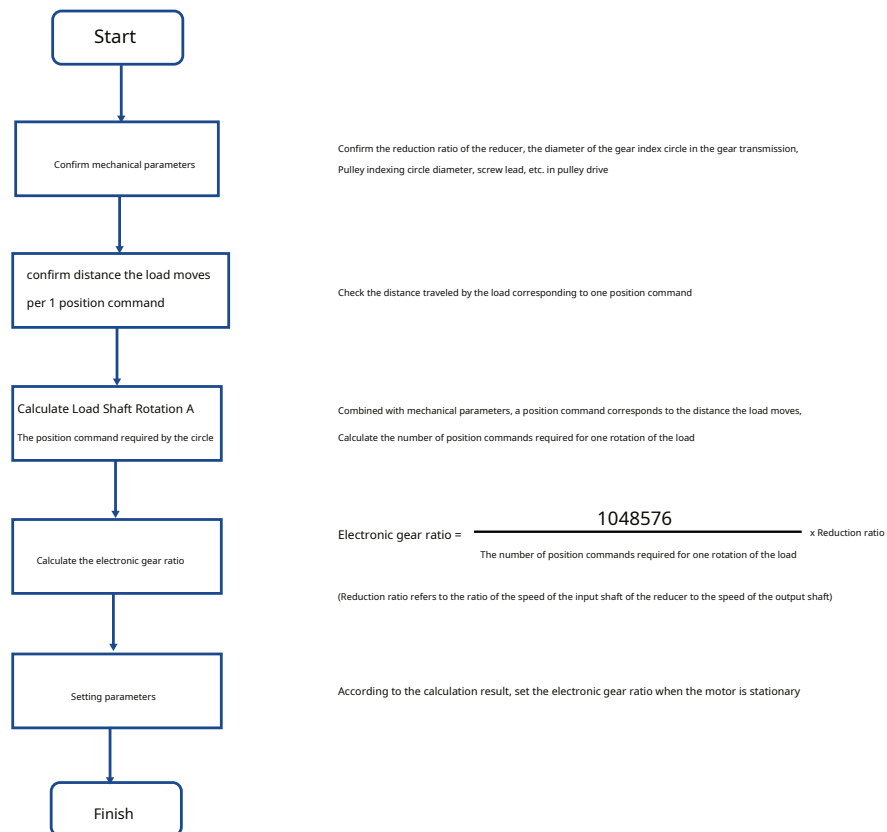 Start
Confirm mechanical parameters
Confirm the reduction ratio of the reducer, the diameter of the gear index circle in the gear transmission,
Pulley indexing circle diameter, screw lead, etc. in pulley drive
confirm distance the load moves
per 1 position command
Check the distance traveled by the load corresponding to one position command
Calculate Load Shaft Rotation A
The position command required by the circle
Combined with mechanical parameters, a position command corresponds to the distance the load moves,
Calculate the number of position commands required for one rotation of the load
Calculate the electronic gear ratio
Electronic gear ratio =
1048576
The number of position commands required for one rotation of the load
x Reduction ratio
(Reduction ratio refers to the ratio of the speed of the input shaft of the reducer to the speed of the output shaft)
Setting parameters
According to the calculation result, set the electronic gear ratio when the motor is stationary
Finish